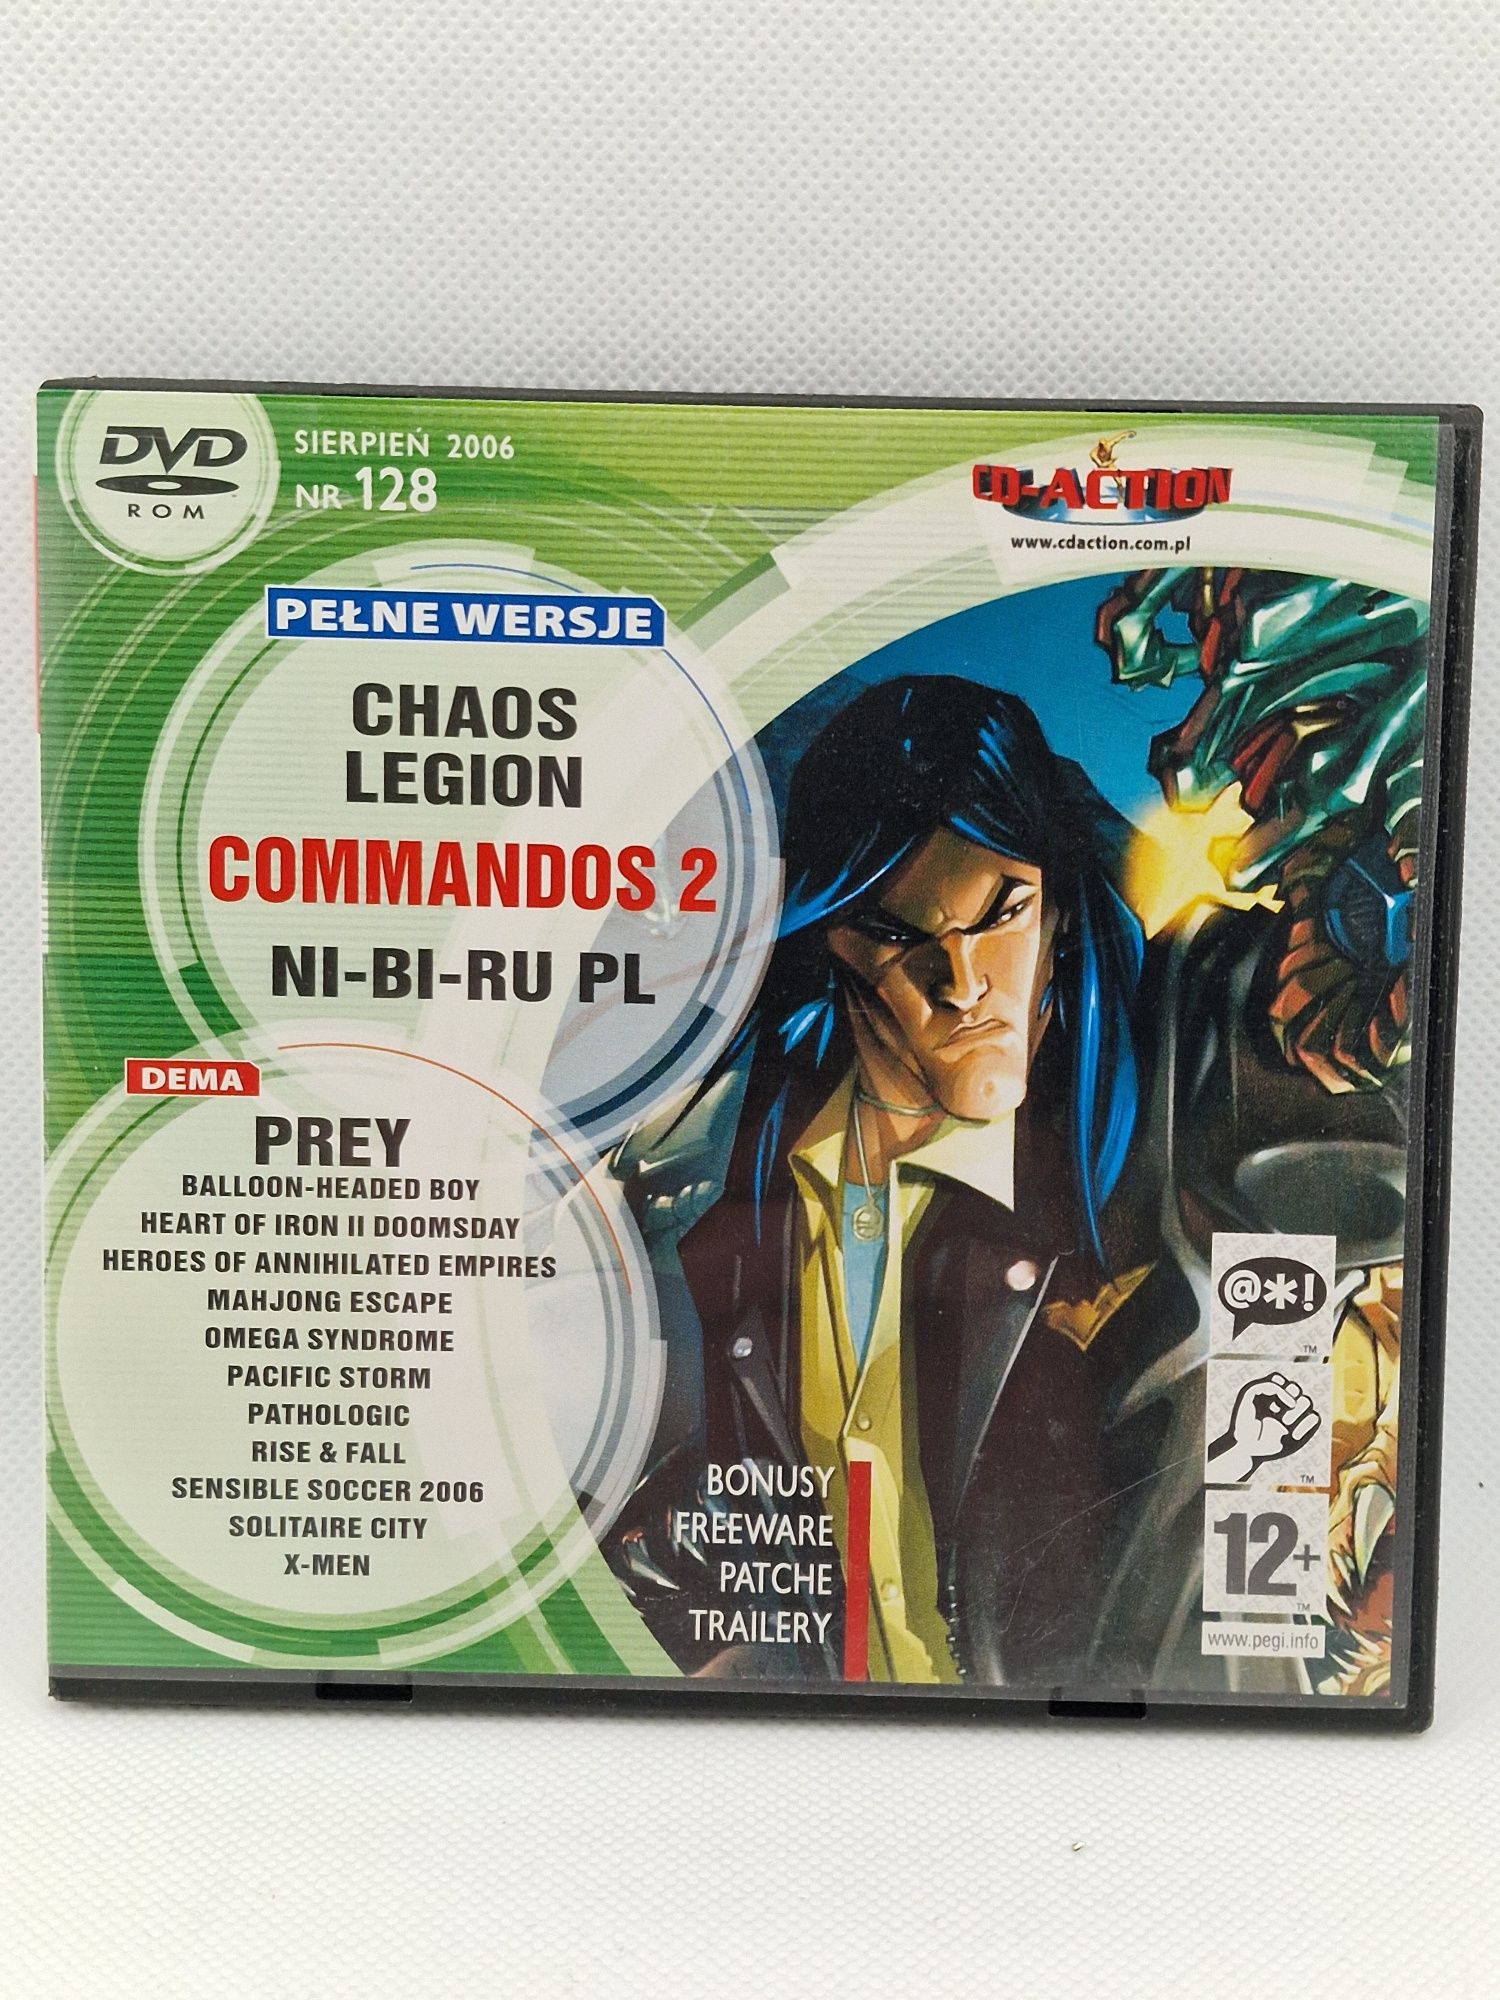 DVD
ROM
SIERPIEŃ 2006
NR 128
CD-ACTION
www.cdaction.com.pl
PEŁNE WERSJE
CHAOS
LEGION
COMMANDOS 2
NI-BI-RU PL
DEMA
PREY
BALLOON-HEADED BOY
HEART OF IRON II DOOMSDAY
HEROES OF ANNIHILATED EMPIRES
MAHJONG ESCAPE
OMEGA SYNDROME
PACIFIC STORM
PATHOLOGIC
RISE & FALL
SENSIBLE SOCCER 2006
SOLITAIRE CITY
X-MEN
BONUSY
FREEWARE
PATCHE
TRAILERY
@*!
TM
TM
12+
TM
www.pegi.info